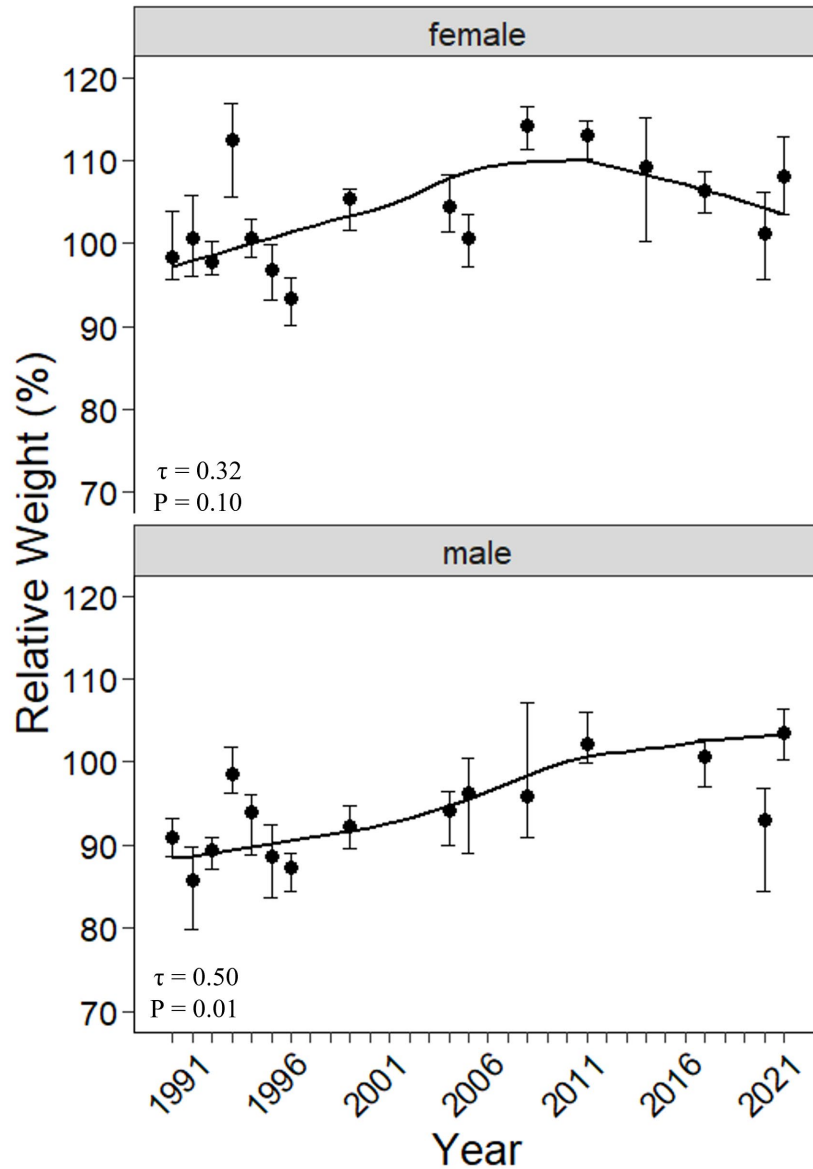 female
120
110
100
90
80
70
τ = 0.32
P = 0.10
Relative Weight (%)
male
120
110
100
90
80
70
τ = 0.50
P = 0.01
1991 1996 2001 2006 2011 2016 2021
Year